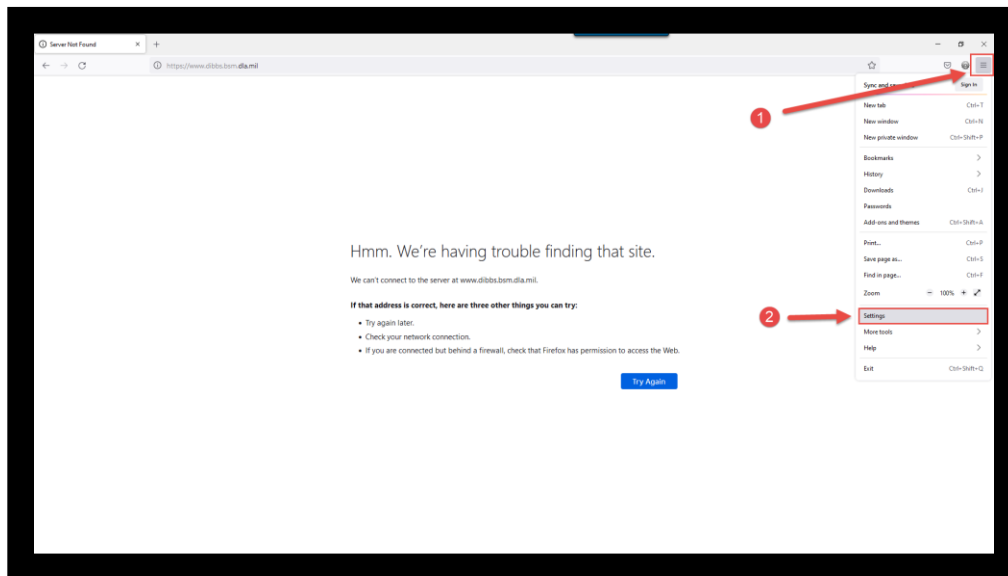 Server Not Found
https://www.dibbs.bsm.dla.mil
1
Sync and save
Sign In
New tab Ctrl+T
New window Ctrl+N
New private window Ctrl+Shift+P
Bookmarks
History
Downloads Ctrl+J
Passwords
Add-ons and themes Ctrl+Shift+A
Print... Ctrl+P
Save page as... Ctrl+S
Find in page... Ctrl+F
Zoom 100%
2
Settings
More tools
Help
Exit Ctrl+Shift+Q
Hmm. We're having trouble finding that site.
We can't connect to the server at www.dibbs.bsm.dla.mil.
If that address is correct, here are three other things you can try:
• Try again later.
• Check your network connection.
• If you are connected but behind a firewall, check that Firefox has permission to access the Web.
Try Again